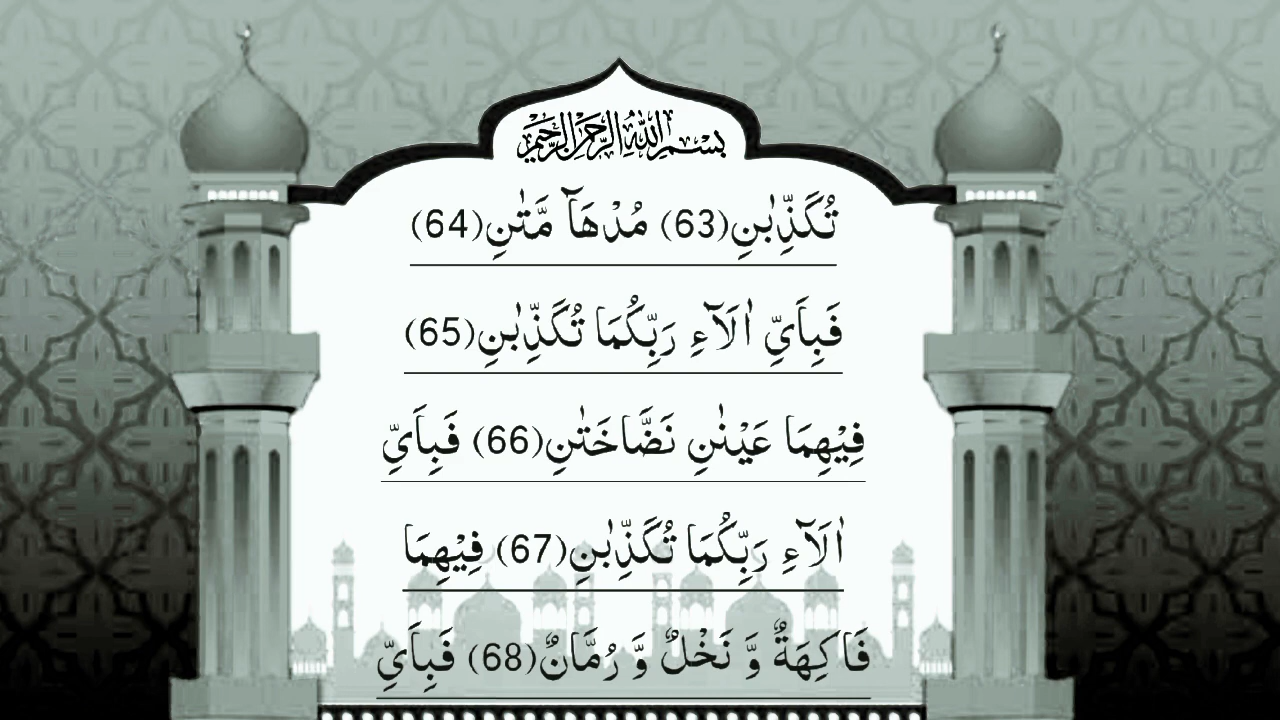 بسم الله الرحمن الرحيم
تُكَذِّبٰنِ(63) مُدْهَآ مَّتٰنِ(64)
فَبِاَیِّ اٰلَآءِ رَبِّكُمَا تُكَذِّبٰنِ(65)
فِیْهِمَا عَیْنٰنِ نَضَّاخَتٰنِ(66) فَبِاَیِّ
اٰلَآءِ رَبِّكُمَا تُكَذِّبٰنِ(67) فِیْهِمَا
فَاكِهَةٌ وَّ نَخْلٌ وَّ رُمَّانٌ(68) فَبِاَیِّ